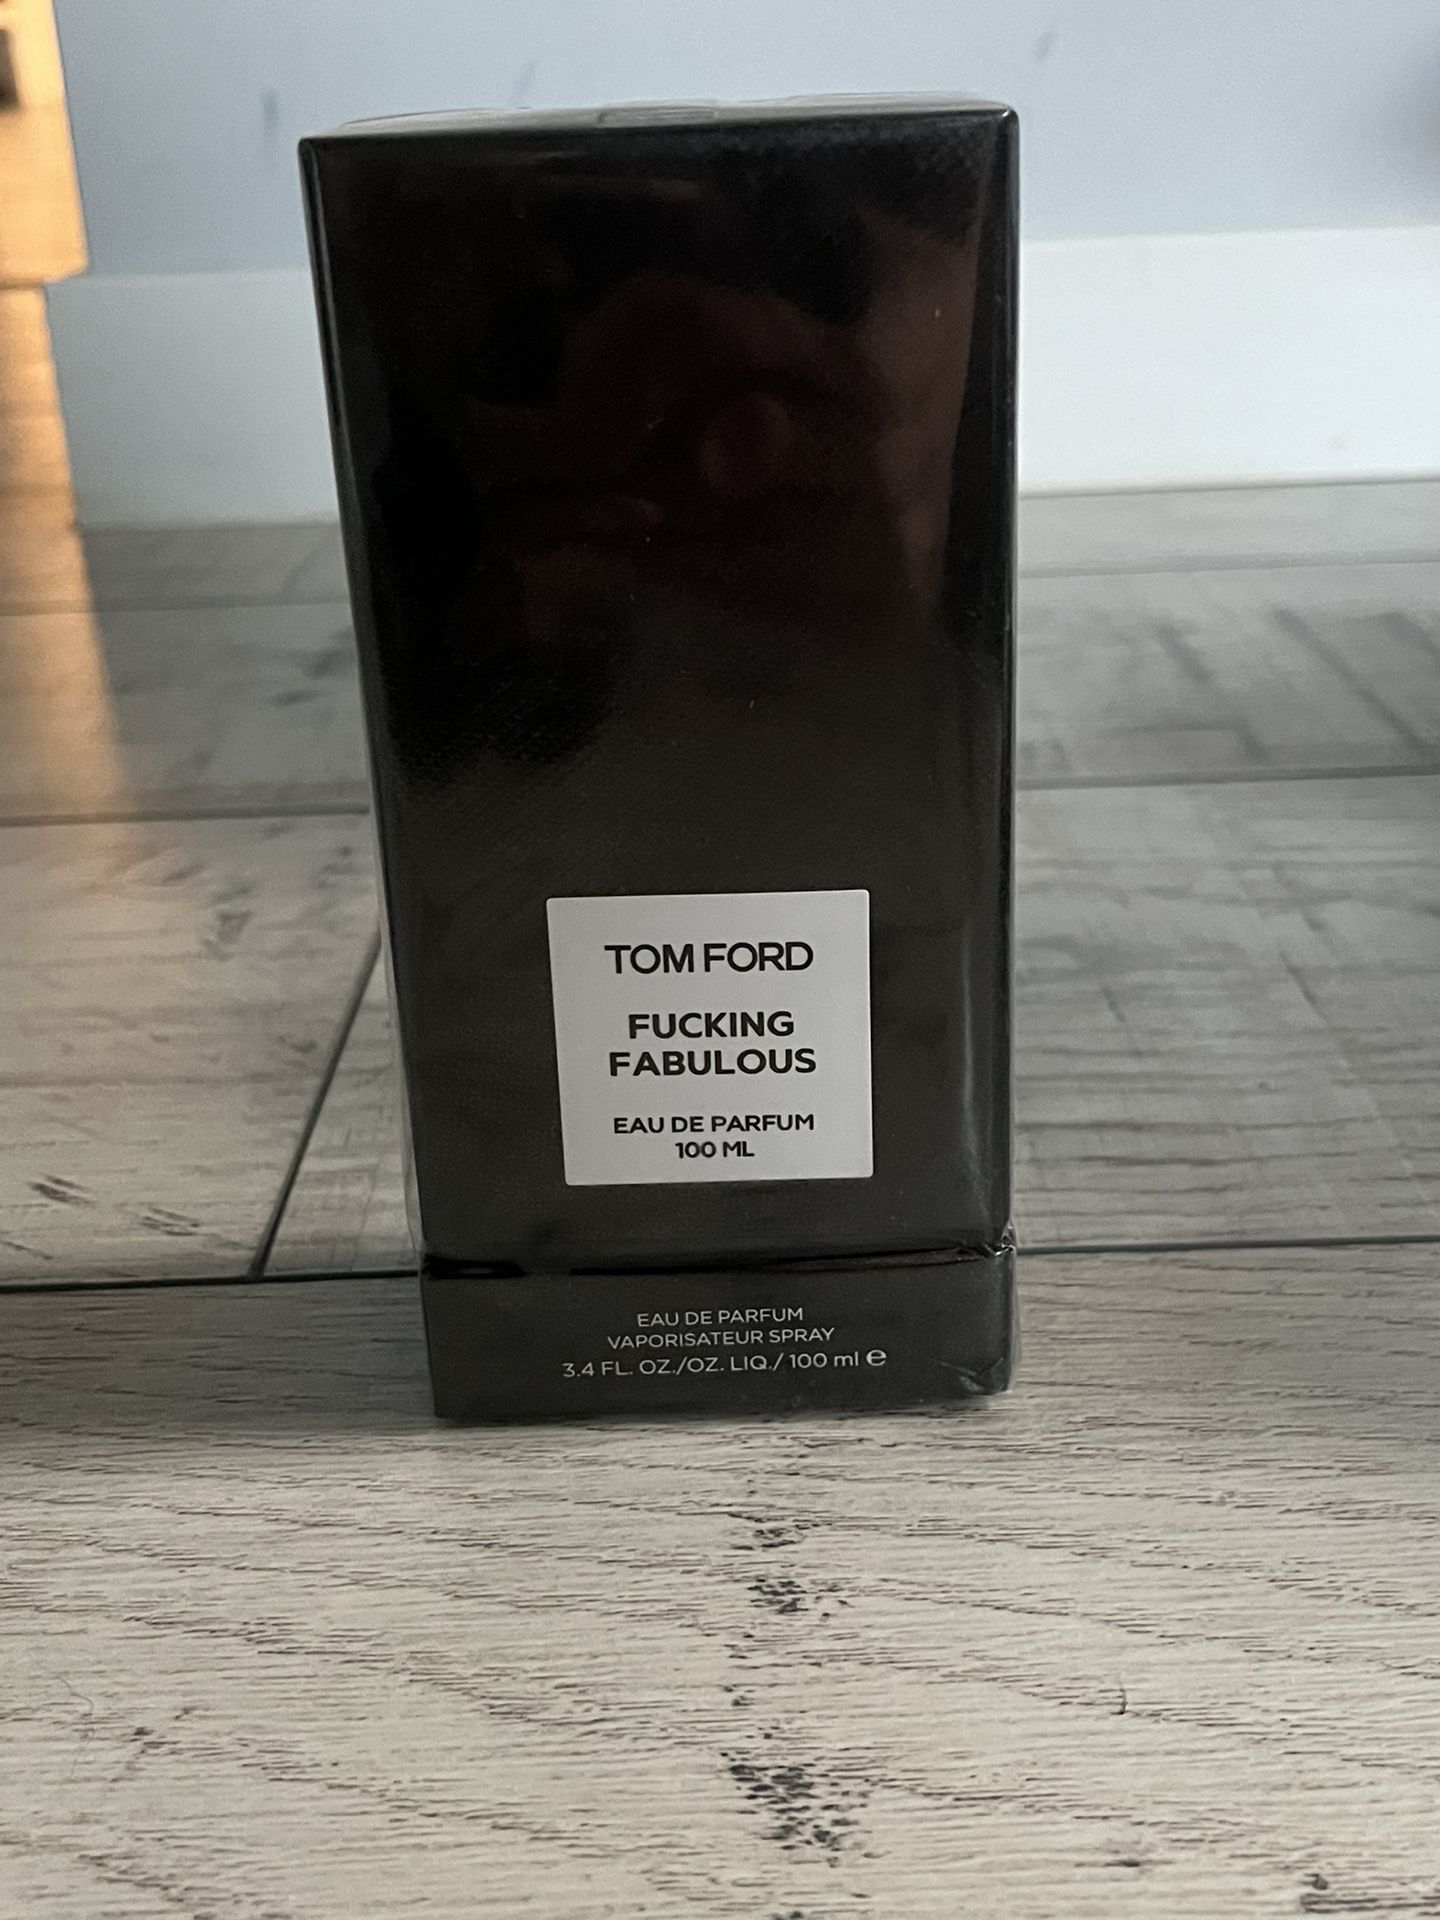 TOM FORD
FUCKING
FABULOUS
EAU DE PARFUM
100 ML
EAU DE PARFUM
VAPORISATEUR SPRAY
3.4 FL. OZ./OZ. LIQ./ 100 ml ℮